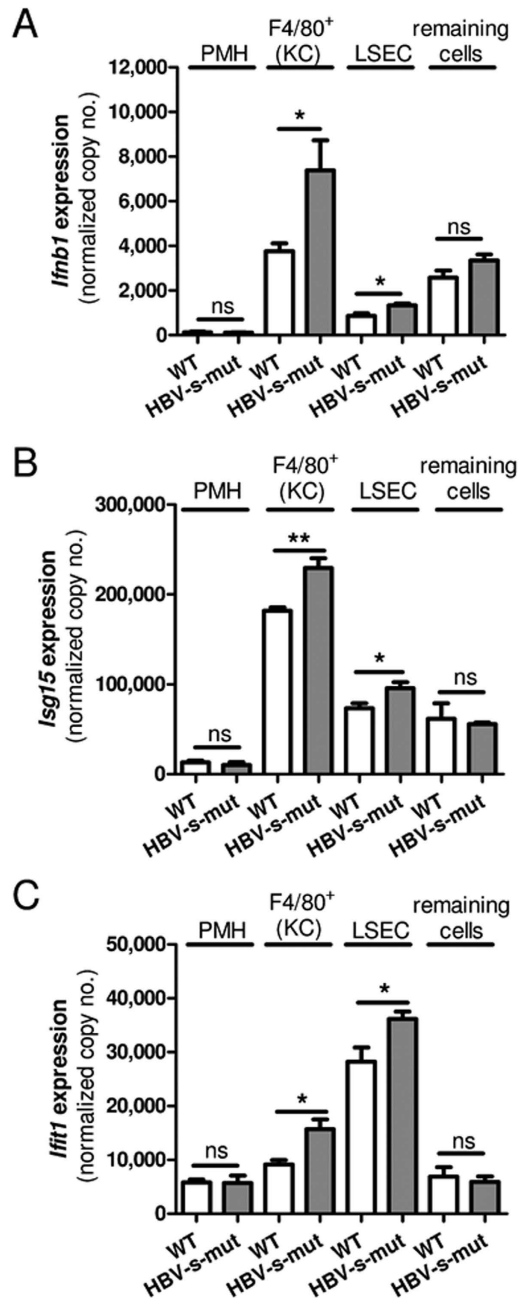 A
PMH
F4/80+
(KC)
LSEC
remaining
cells
Ifnb1 expression
(normalized copy no.)
12,000
10,000
8,000
6,000
4,000
2,000
0
ns
*
*
ns
WT
HBV-s-mut
WT
HBV-s-mut
WT
HBV-s-mut
WT
HBV-s-mut
B
PMH
F4/80+
(KC)
LSEC
remaining
cells
Isg15 expression
(normalized copy no.)
300,000
200,000
100,000
0
ns
**
*
ns
WT
HBV-s-mut
WT
HBV-s-mut
WT
HBV-s-mut
WT
HBV-s-mut
C
PMH
F4/80+
(KC)
LSEC
remaining
cells
Ifit1 expression
(normalized copy no.)
50,000
40,000
30,000
20,000
10,000
0
ns
*
*
ns
WT
HBV-s-mut
WT
HBV-s-mut
WT
HBV-s-mut
WT
HBV-s-mut